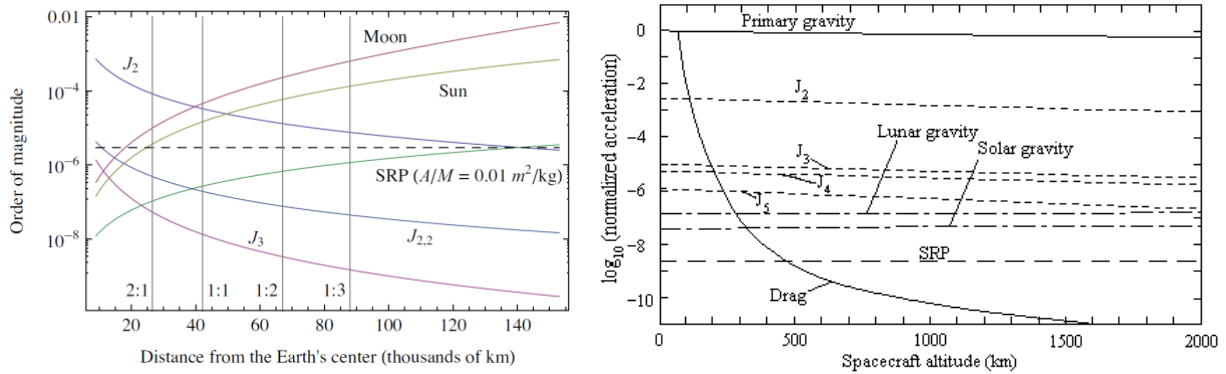 0.01
10⁻⁴
10⁻⁶
10⁻⁸
Order of magnitude
J₂
Moon
Sun
SRP (A/M = 0.01 m²/kg)
J₃
J₂,₂
2:1
1:1
1:2
1:3
20
40
60
80
100
120
140
Distance from the Earth's center (thousands of km)
Primary gravity
0
−2
−4
−6
−8
−10
log₁₀ (normalized acceleration)
J₂
Lunar gravity
J₃
Solar gravity
J₄
J₅
SRP
Drag
0
500
1000
1500
2000
Spacecraft altitude (km)